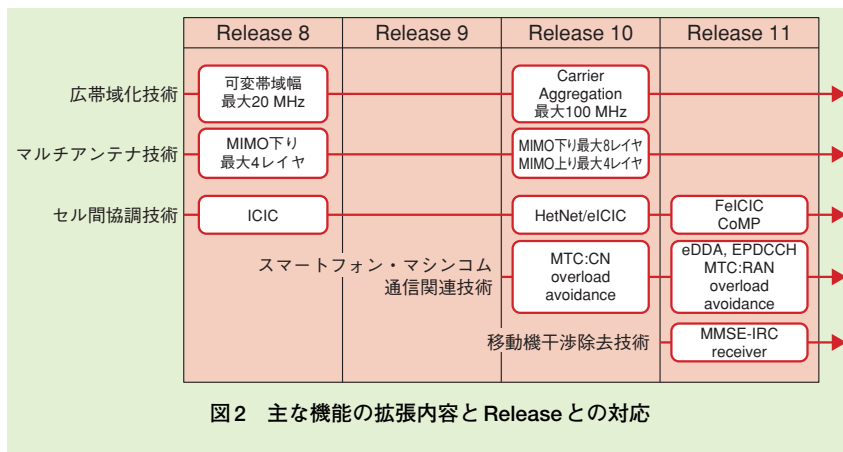 Release 8
Release 9
Release 10
Release 11
広帯域化技術
可変帯域幅
最大20 MHz
Carrier
Aggregation
最大100 MHz
マルチアンテナ技術
MIMO下り
最大4レイヤ
MIMO下り最大8レイヤ
MIMO上り最大4レイヤ
セル間協調技術
ICIC
HetNet/eICIC
FeICIC
CoMP
スマートフォン・マシンコム
通信関連技術
MTC:CN
overload
avoidance
eDDA, EPDCCH
MTC:RAN
overload
avoidance
移動機干渉除去技術
MMSE-IRC
receiver
図2 主な機能の拡張内容とReleaseとの対応